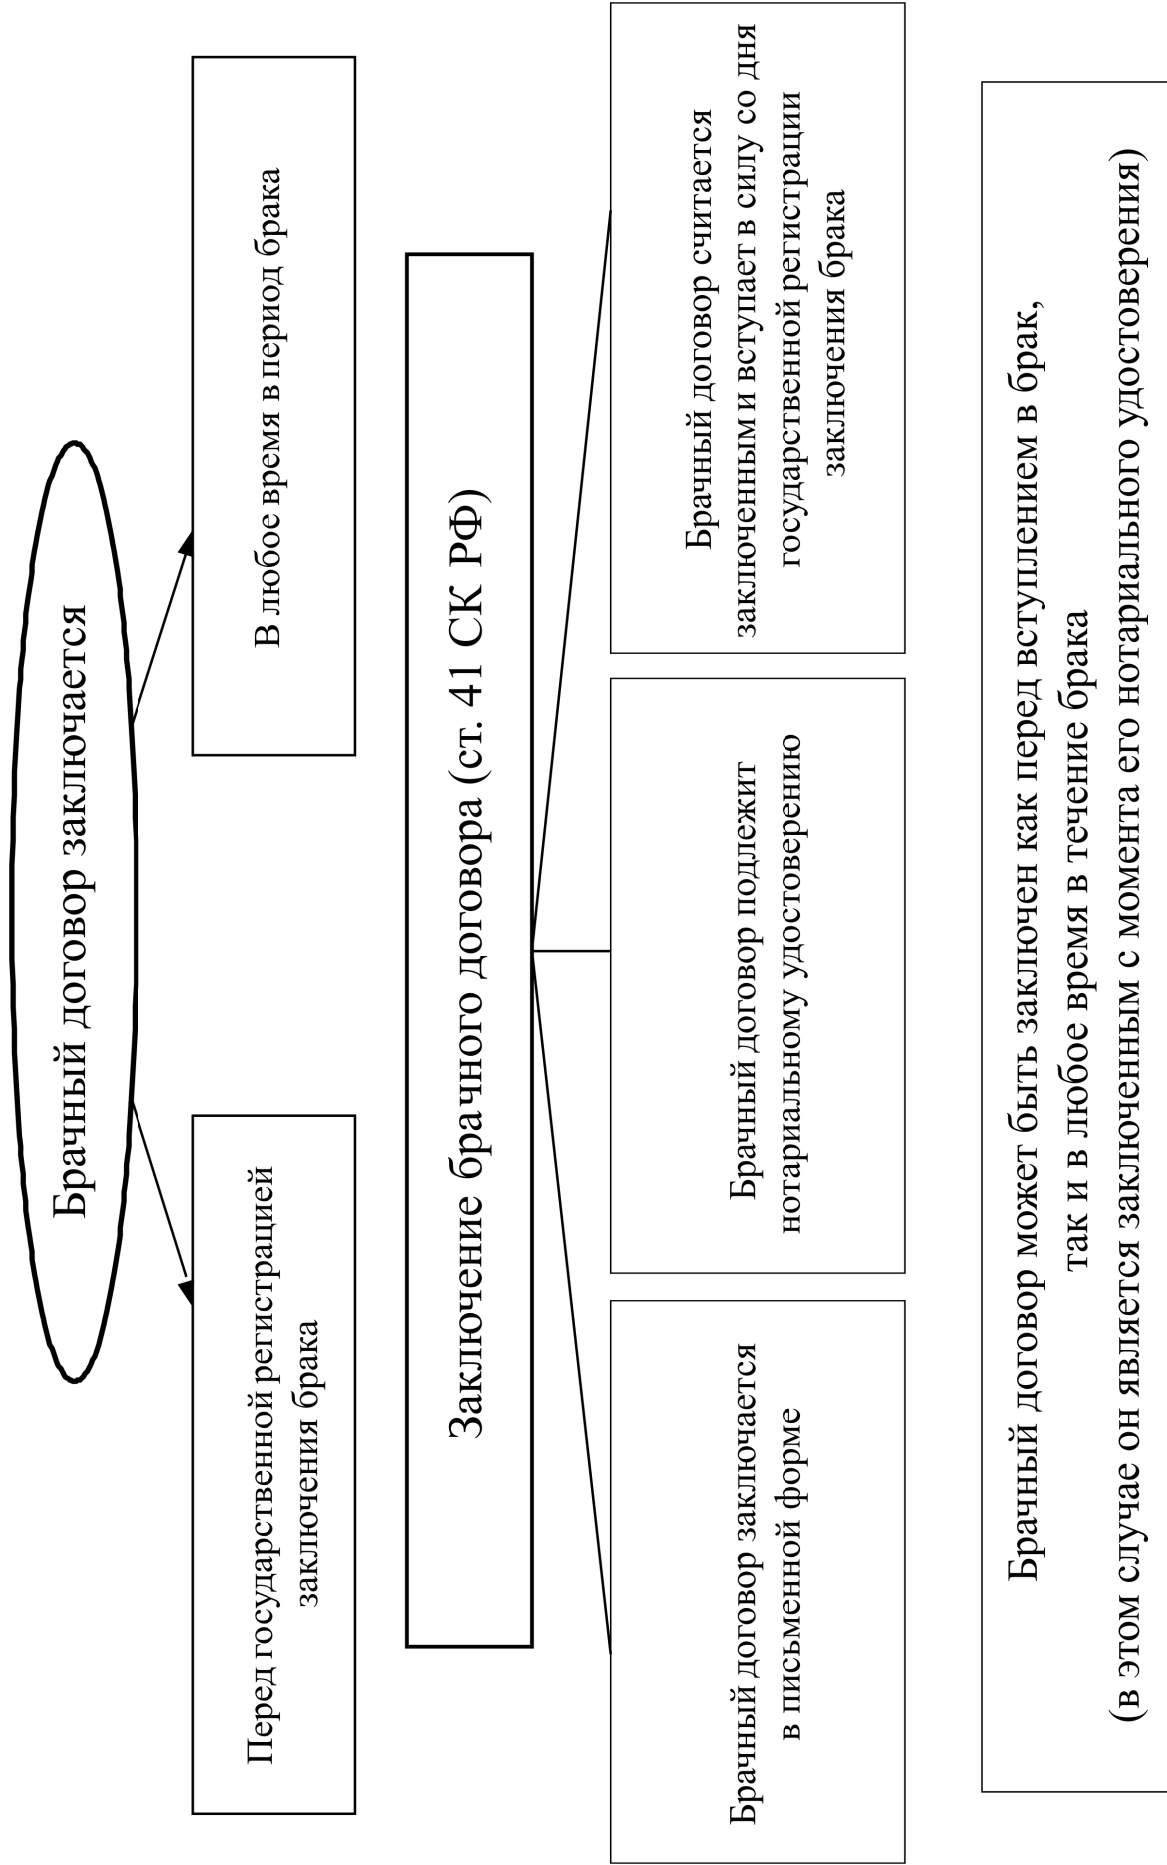 Брачный договор заключается
Перед государственной регистрацией
заключения брака
В любое время в период брака
Заключение брачного договора (ст. 41 СК РФ)
Брачный договор заключается
в письменной форме
Брачный договор подлежит
нотариальному удостоверению
Брачный договор считается
заключенным и вступает в силу со дня
государственной регистрации
заключения брака
Брачный договор может быть заключен как перед вступлением в брак,
так и в любое время в течение брака
(в этом случае он является заключенным с момента его нотариального удостоверения)